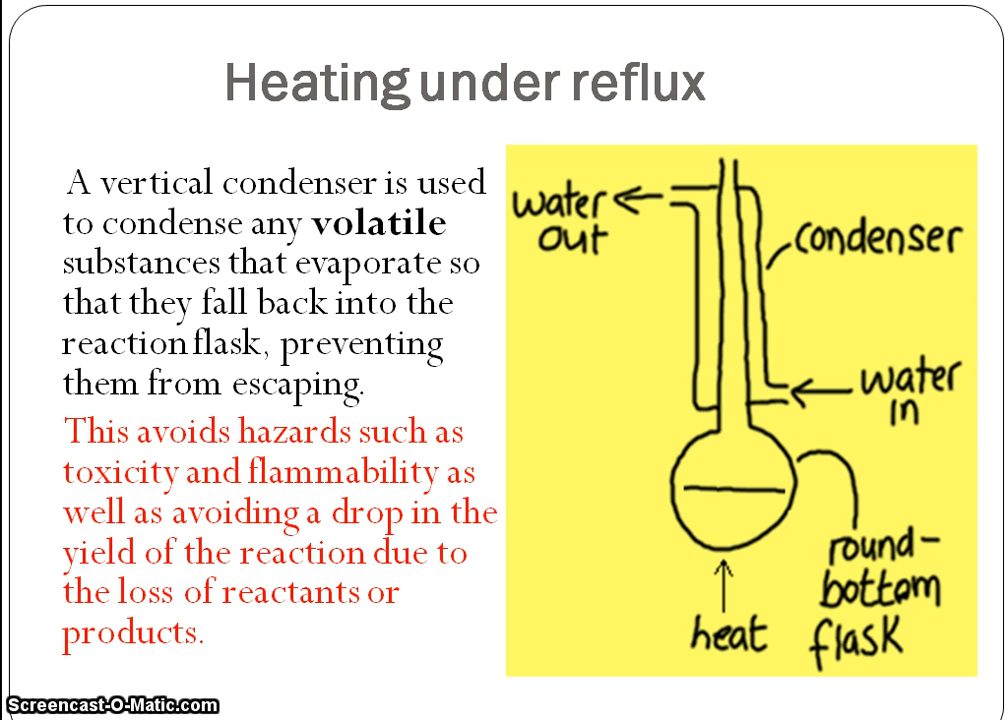 Heating under reflux
A vertical condenser is used
to condense any volatile
substances that evaporate so
that they fall back into the
reaction flask, preventing
them from escaping.
This avoids hazards such as
toxicity and flammability as
well as avoiding a drop in the
yield of the reaction due to
the loss of reactants or
products.
water
out
condenser
water
in
round-
bottom
flask
heat
Screencast-O-Matic.com